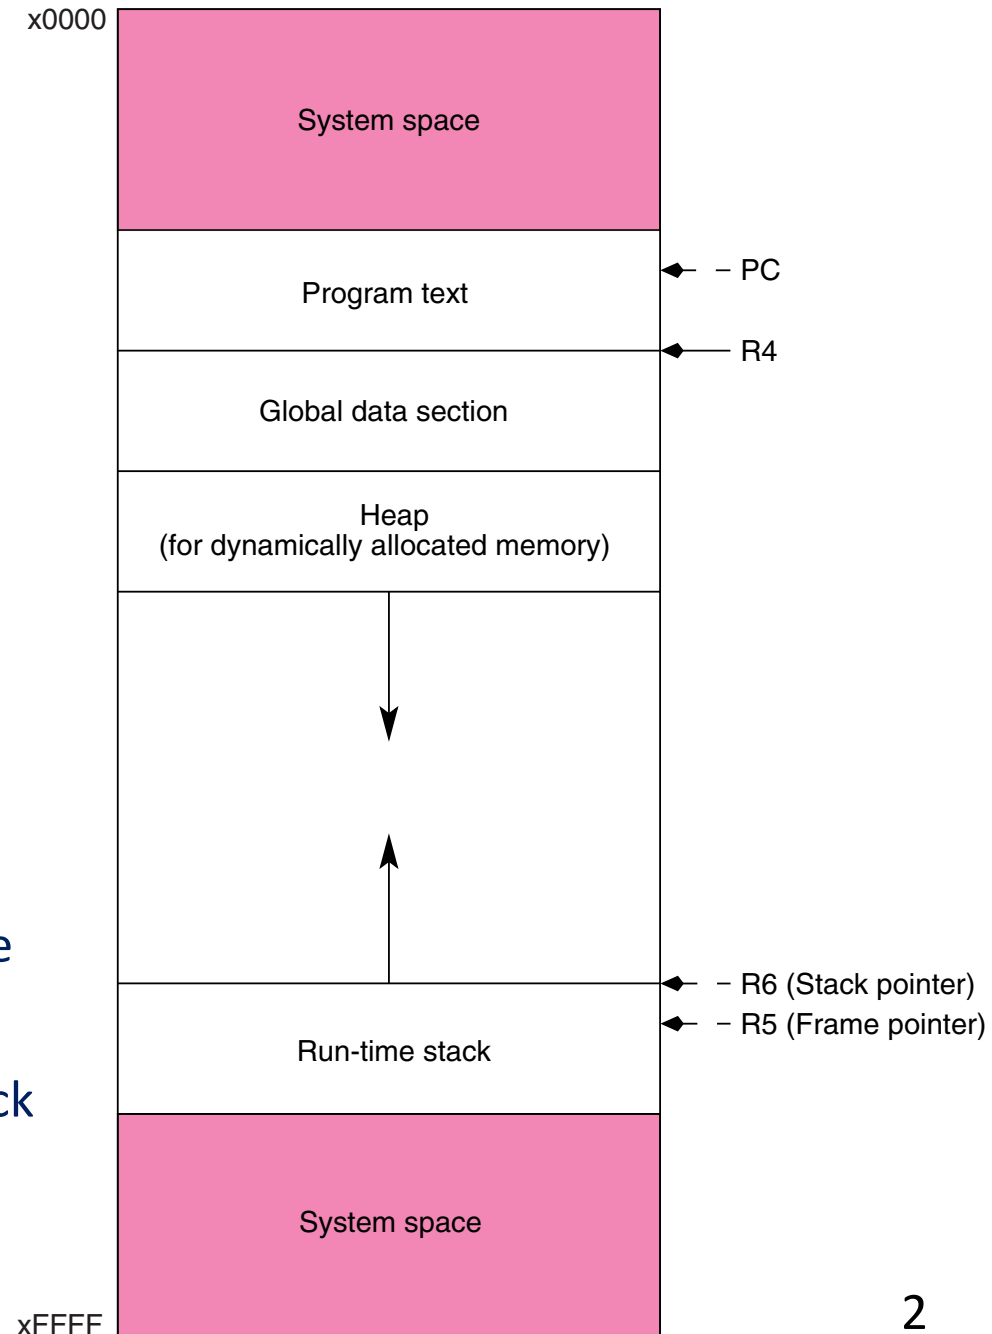 x0000
System space
Program text
PC
R4
Global data section
Heap
(for dynamically allocated memory)
R6 (Stack pointer)
R5 (Frame pointer)
Run-time stack
System space
xFFFF
2